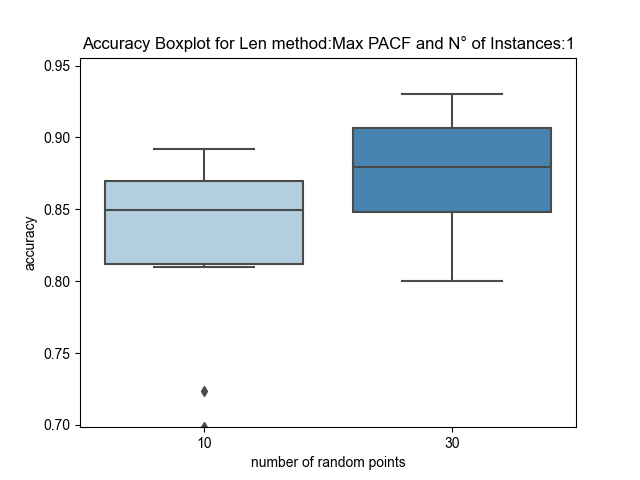 Accuracy Boxplot for Len method:Max PACF and N° of Instances:1
0.95
0.90
0.85
0.80
0.75
0.70
accuracy
10
30
number of random points